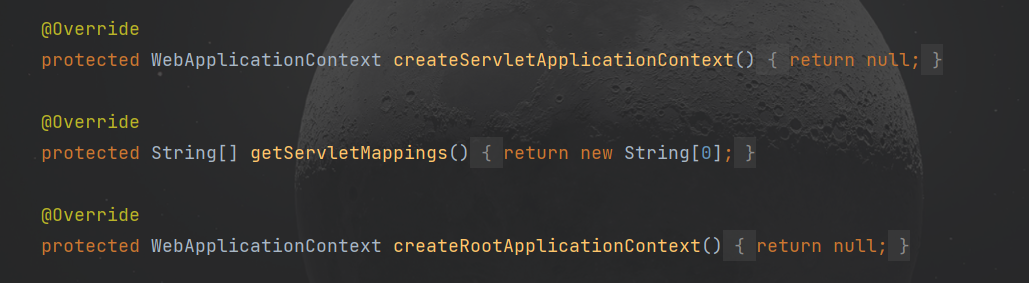 @Override
protected WebApplicationContext createServletApplicationContext() { return null; }
@Override
protected String[] getServletMappings() { return new String[0]; }
@Override
protected WebApplicationContext createRootApplicationContext() { return null; }